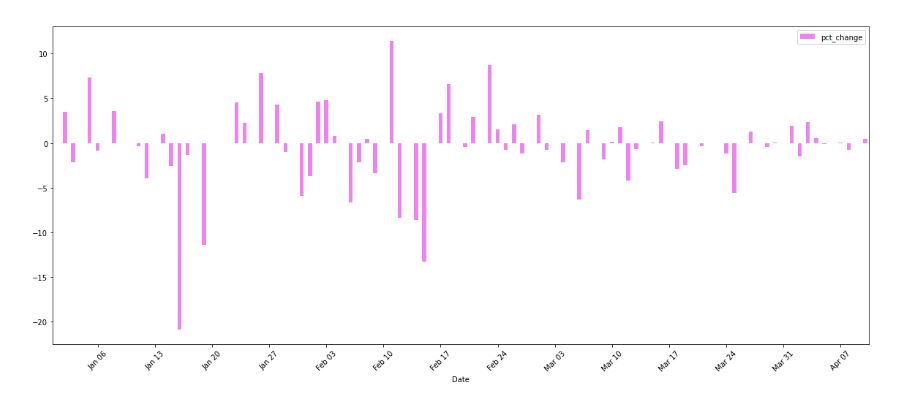 pct_change
10
5
0
−5
−10
−15
−20
Jan 06
Jan 13
Jan 20
Jan 27
Feb 03
Feb 10
Feb 17
Feb 24
Mar 03
Mar 10
Mar 17
Mar 24
Mar 31
Apr 07
Date